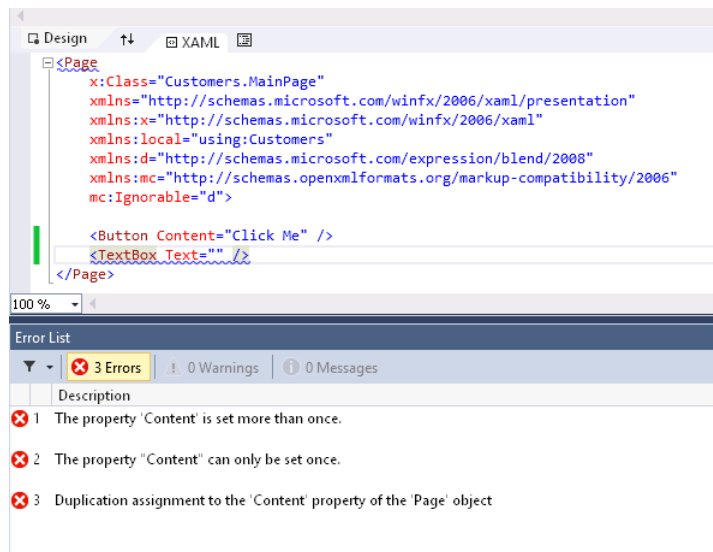 Design XAML
<Page
x:Class="Customers.MainPage"
xmlns="http://schemas.microsoft.com/winfx/2006/xaml/presentation"
xmlns:x="http://schemas.microsoft.com/winfx/2006/xaml"
xmlns:local="using:Customers"
xmlns:d="http://schemas.microsoft.com/expression/blend/2008"
xmlns:mc="http://schemas.openxmlformats.org/markup-compatibility/2006"
mc:Ignorable="d">
<Button Content="Click Me" />
<TextBox Text="" />
</Page>
100 %
Error List
3 Errors 0 Warnings 0 Messages
Description
1 The property 'Content' is set more than once.
2 The property "Content" can only be set once.
3 Duplication assignment to the 'Content' property of the 'Page' object